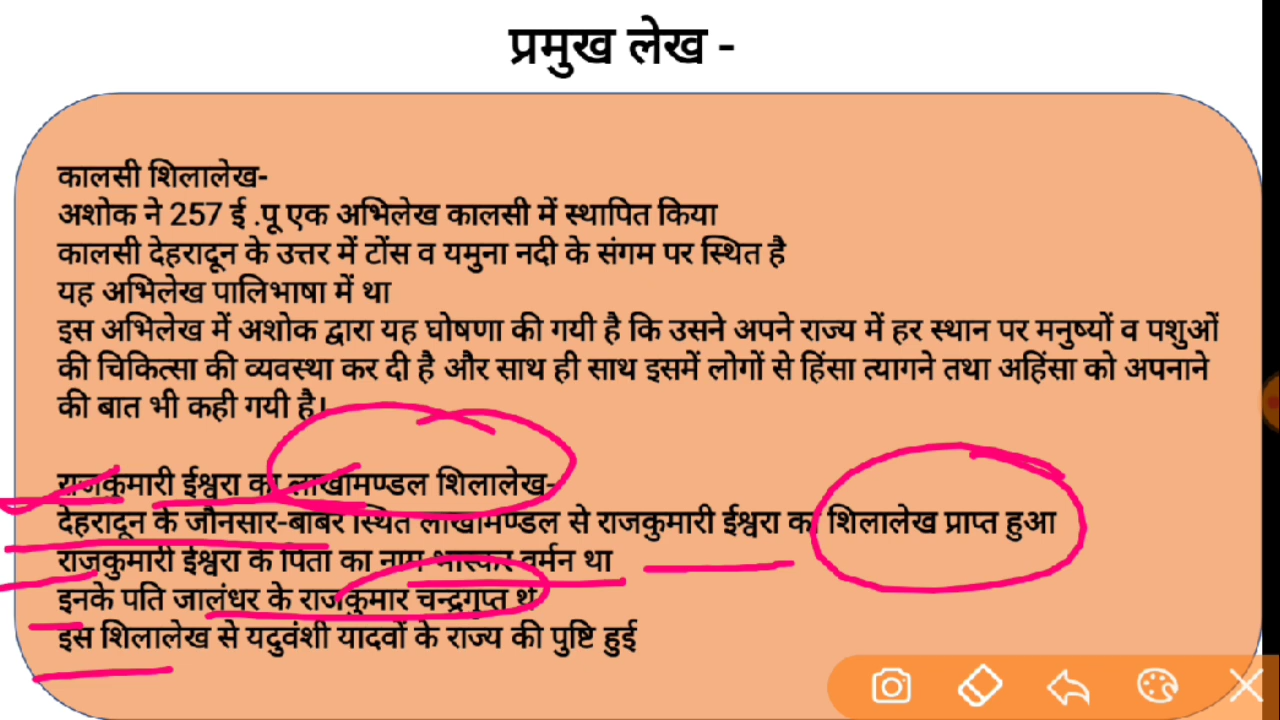 प्रमुख लेख -
कालसी शिलालेख-
अशोक ने 257 ई .पू एक अभिलेख कालसी में स्थापित किया
कालसी देहरादून के उत्तर में टोंस व यमुना नदी के संगम पर स्थित है
यह अभिलेख पालिभाषा में था
इस अभिलेख में अशोक द्वारा यह घोषणा की गयी है कि उसने अपने राज्य में हर स्थान पर मनुष्यों व पशुओं
की चिकित्सा की व्यवस्था कर दी है और साथ ही साथ इसमें लोगों से हिंसा त्यागने तथा अहिंसा को अपनाने
की बात भी कही गयी है।
राजकुमारी ईश्वरा का लाखामण्डल शिलालेख-
देहरादून के जौनसार-बाबर स्थित लाखामण्डल से राजकुमारी ईश्वरा का शिलालेख प्राप्त हुआ
राजकुमारी ईश्वरा के पिता का नाम भास्कर वर्मन था
इनके पति जालंधर के राजकुमार चन्द्रगुप्त थे
इस शिलालेख से यदुवंशी यादवों के राज्य की पुष्टि हुई